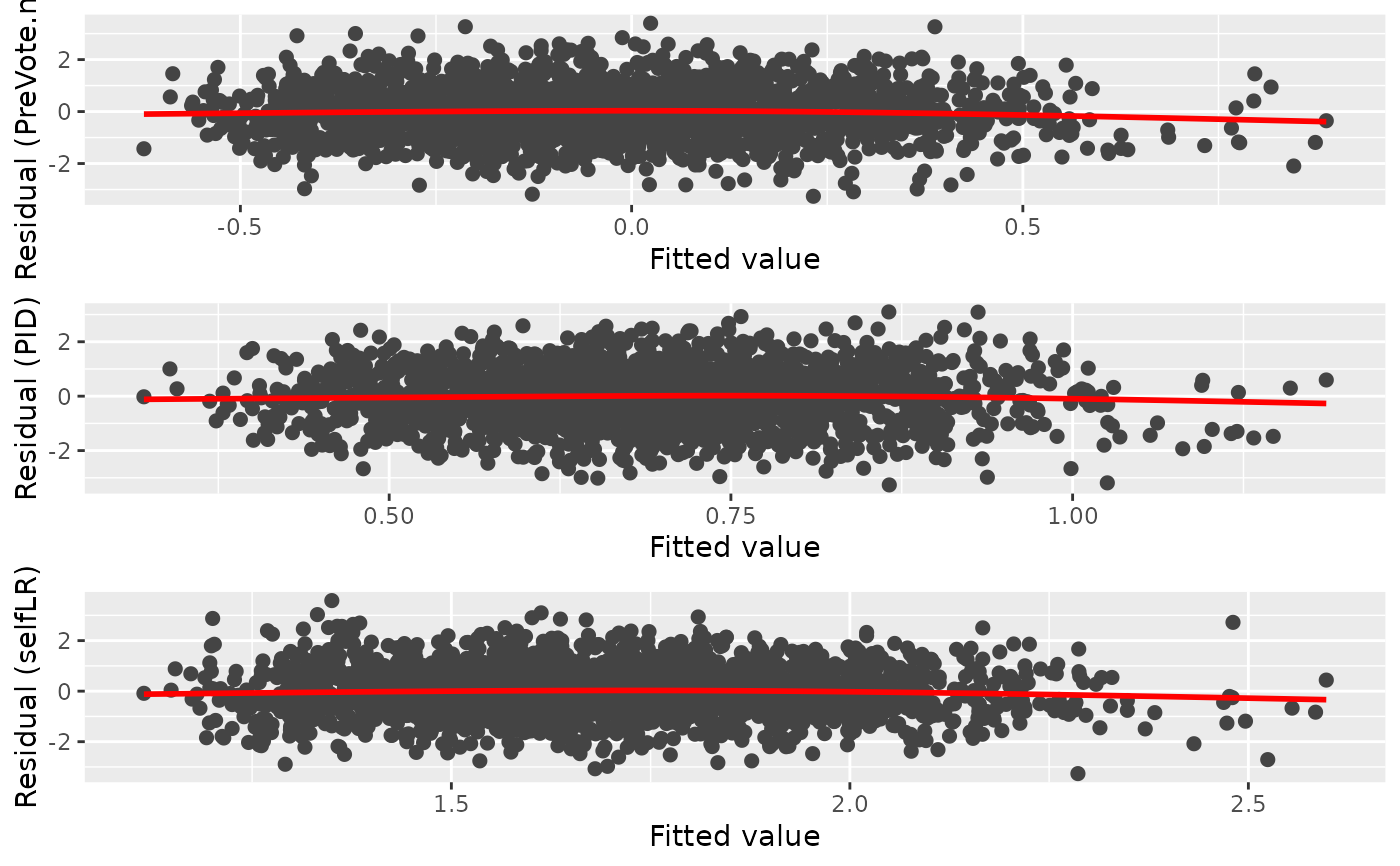 Residual (PreVote.n
2
0
-2
-0.5 0.0 0.5
Fitted value
Residual (PID)
2
0
-2
0.50 0.75 1.00
Fitted value
Residual (selfLR)
2
0
-2
1.5 2.0 2.5
Fitted value